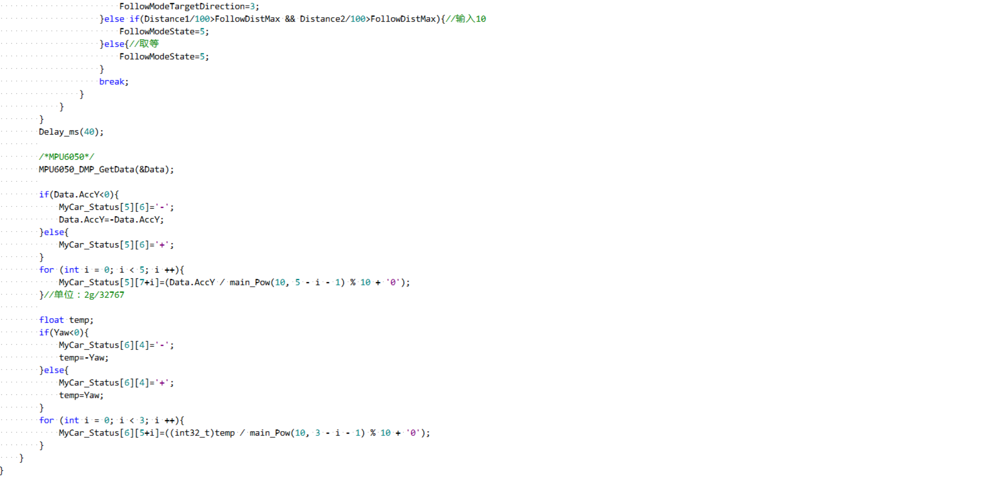 FollowModeTargetDirection=3;
}else if(Distance1/100>FollowDistMax && Distance2/100>FollowDistMax){//输入10
FollowModeState=5;
}else{//取等
FollowModeState=5;
}
break;
}
}
}
Delay_ms(40);
/*MPU6050*/
MPU6050_DMP_GetData(&Data);
if(Data.AccY<0){
MyCar_Status[5][6]='-';
Data.AccY=-Data.AccY;
}else{
MyCar_Status[5][6]='+';
}
for (int i = 0; i < 5; i ++){
MyCar_Status[5][7+i]=(Data.AccY / main_Pow(10, 5 - i - 1) % 10 + '0');
}//单位：2g/32767
float temp;
if(Yaw<0){
MyCar_Status[6][4]='-';
temp=-Yaw;
}else{
MyCar_Status[6][4]='+';
temp=Yaw;
}
for (int i = 0; i < 3; i ++){
MyCar_Status[6][5+i]=((int32_t)temp / main_Pow(10, 3 - i - 1) % 10 + '0');
}
}
}